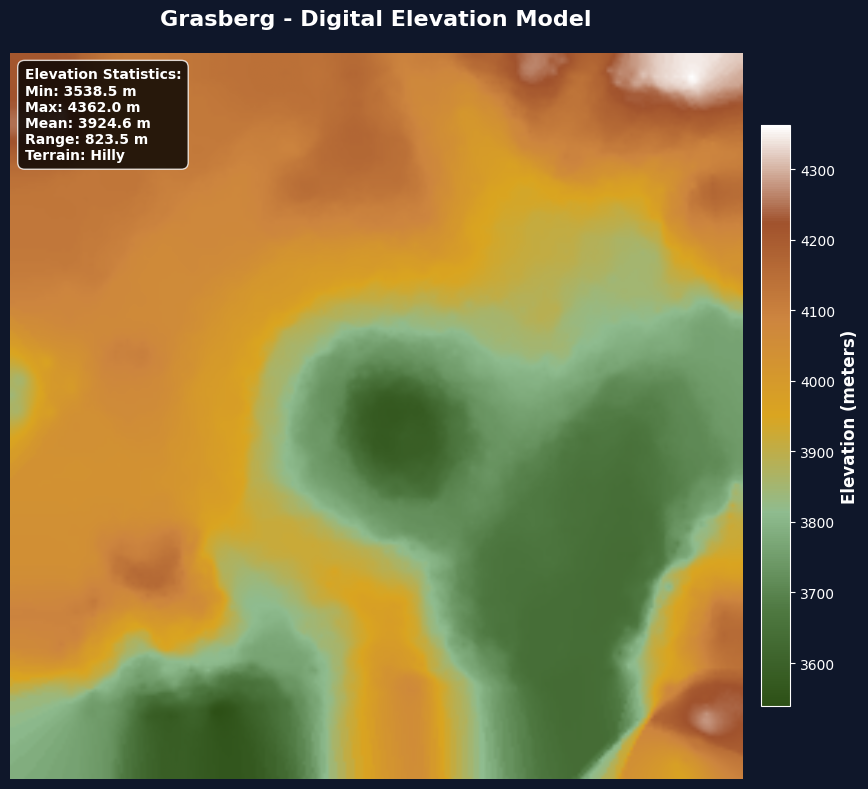 Grasberg - Digital Elevation Model
Elevation Statistics:
Min: 3538.5 m
Max: 4362.0 m
Mean: 3924.6 m
Range: 823.5 m
Terrain: Hilly
4300
4200
4100
4000
3900
3800
3700
3600
Elevation (meters)